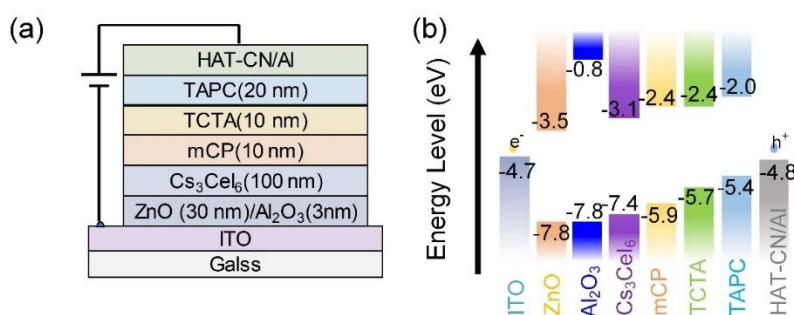 (a)
HAT-CN/Al
TAPC(20 nm)
TCTA(10 nm)
mCP(10 nm)
Cs₃CeI₆(100 nm)
ZnO (30 nm)/Al₂O₃(3nm)
ITO
Galss
(b)
Energy Level (eV)
-0.8
-3.5
-3.1
-2.4
-2.4
-2.0
e⁻
h⁺
-4.7
-4.8
-7.8
-7.8
-7.4
-5.9
-5.7
-5.4
ITO
ZnO
Al₂O₃
Cs₃CeI₆
mCP
TCTA
TAPC
HAT-CN/Al